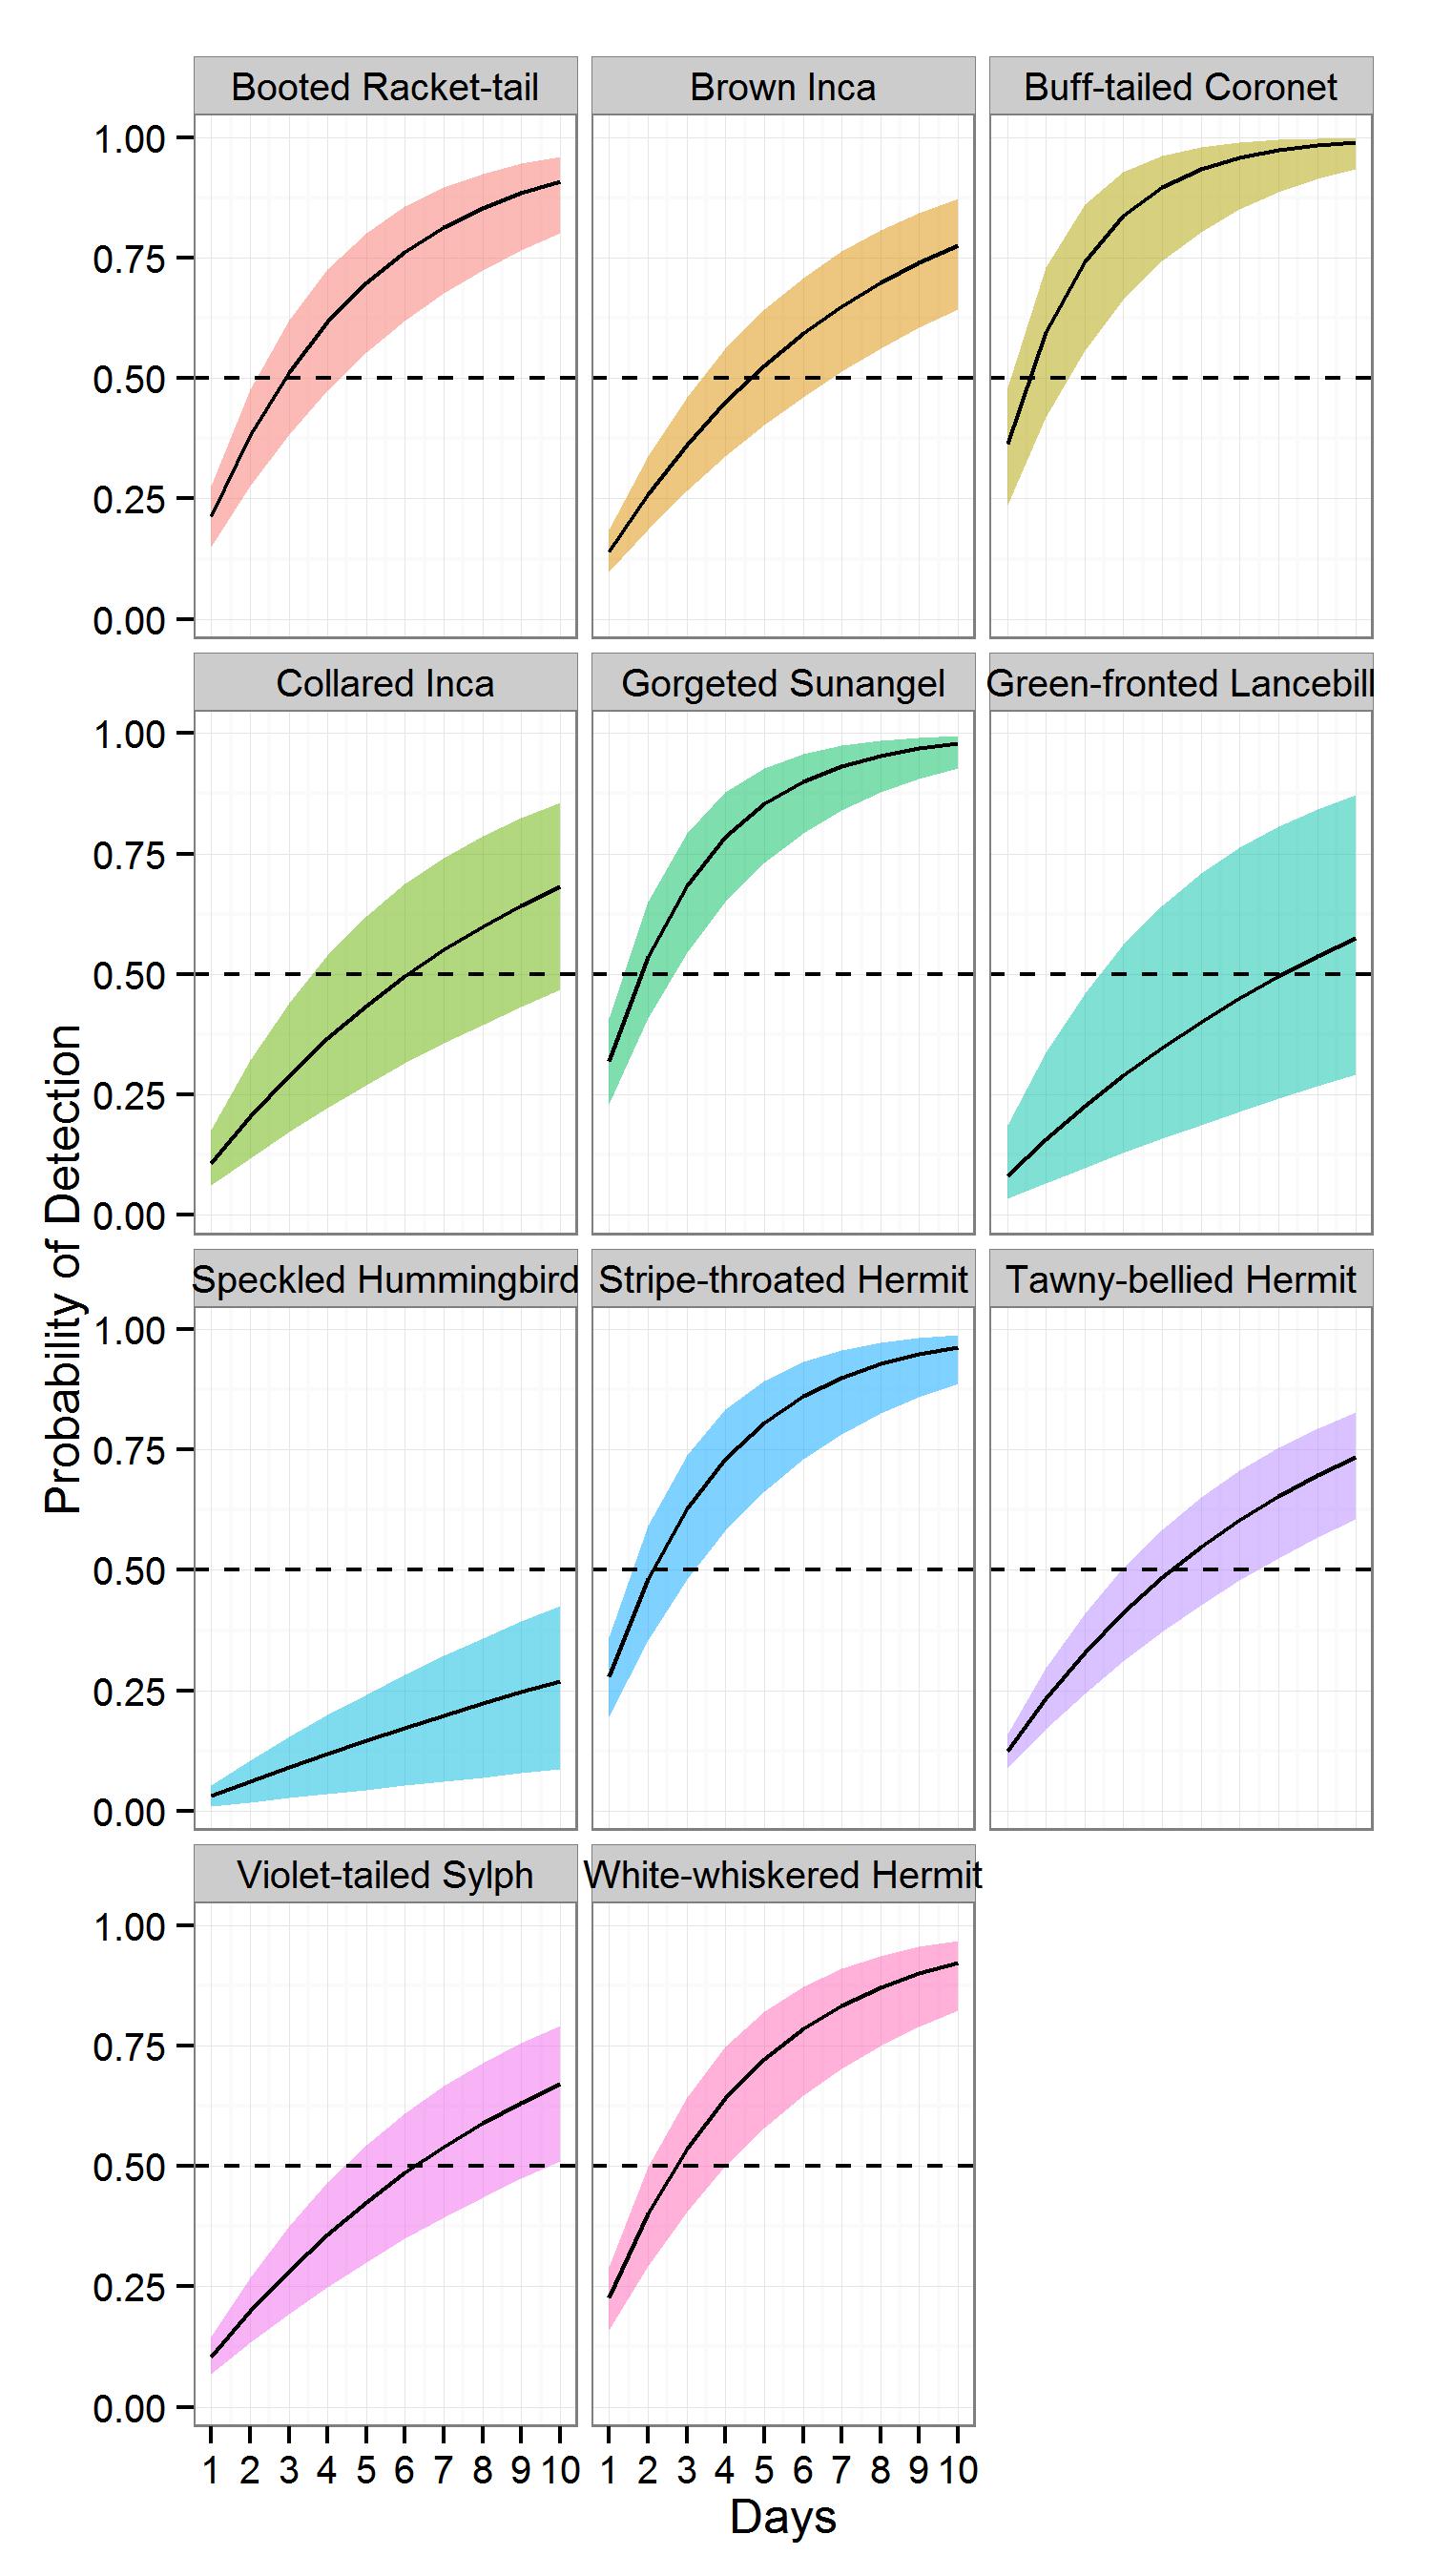 Booted Racket-tail Brown Inca Buff-tailed Coronet
1.00
0.75
0.50
0.25
0.00
Collared Inca Gorgeted Sunangel Green-fronted Lancebill
1.00
0.75
0.50
0.25
0.00
Probability of Detection
Speckled Hummingbird Stripe-throated Hermit Tawny-bellied Hermit
1.00
0.75
0.50
0.25
0.00
Violet-tailed Sylph White-whiskered Hermit
1.00
0.75
0.50
0.25
0.00
1 2 3 4 5 6 7 8 9 10 1 2 3 4 5 6 7 8 9 10
Days